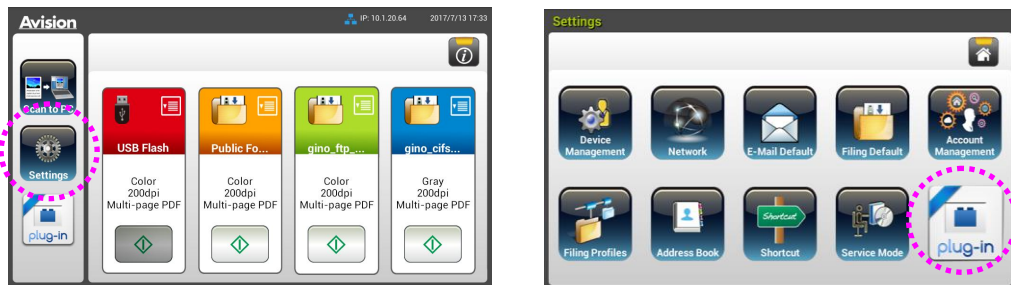 Avision
IP: 10.1.20.64 2017/7/13 17:33
Scan to PC
Settings
plug-in
USB Flash
Color
200dpi
Multi-page PDF
Public Fo...
Color
200dpi
Multi-page PDF
gino_ftp_...
Color
200dpi
Multi-page PDF
gino_cifs...
Gray
200dpi
Multi-page PDF
Settings
Device
Management
Network
E-Mail Default
Filing Default
Account
Management
Filing Profiles
Address Book
Shortcut
Shortcut
Service Mode
plug-in